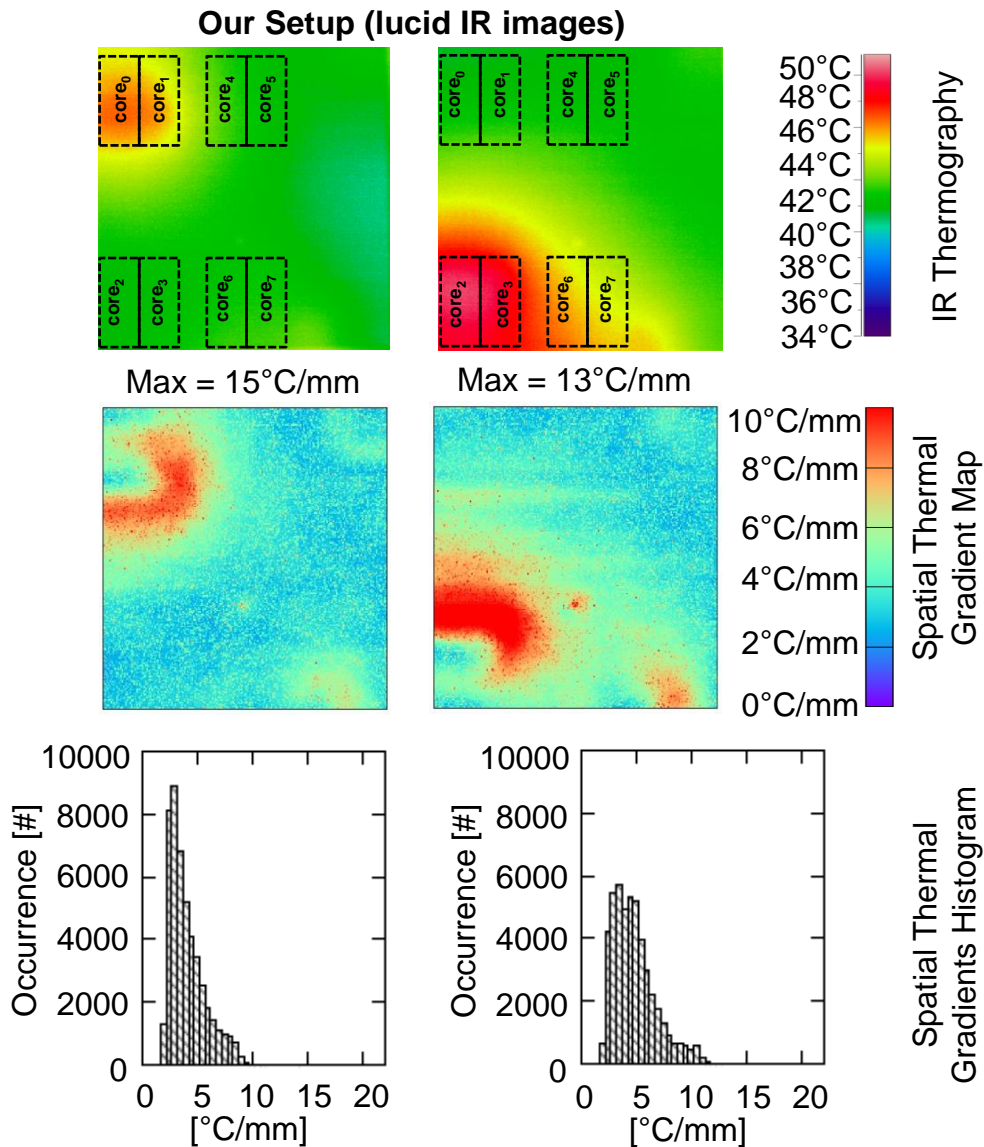 Our Setup (lucid IR images)
core0
core1
core4
core5
core2
core3
core6
core7
core0
core1
core4
core5
core2
core3
core6
core7
50°C
48°C
46°C
44°C
42°C
40°C
38°C
36°C
34°C
IR Thermography
Max = 15°C/mm
Max = 13°C/mm
10°C/mm
8°C/mm
6°C/mm
4°C/mm
2°C/mm
0°C/mm
Spatial Thermal
Gradient Map
10000
8000
6000
4000
2000
0
Occurrence [#]
0 5 10 15 20
[°C/mm]
10000
8000
6000
4000
2000
0
Occurrence [#]
0 5 10 15 20
[°C/mm]
Spatial Thermal
Gradients Histogram